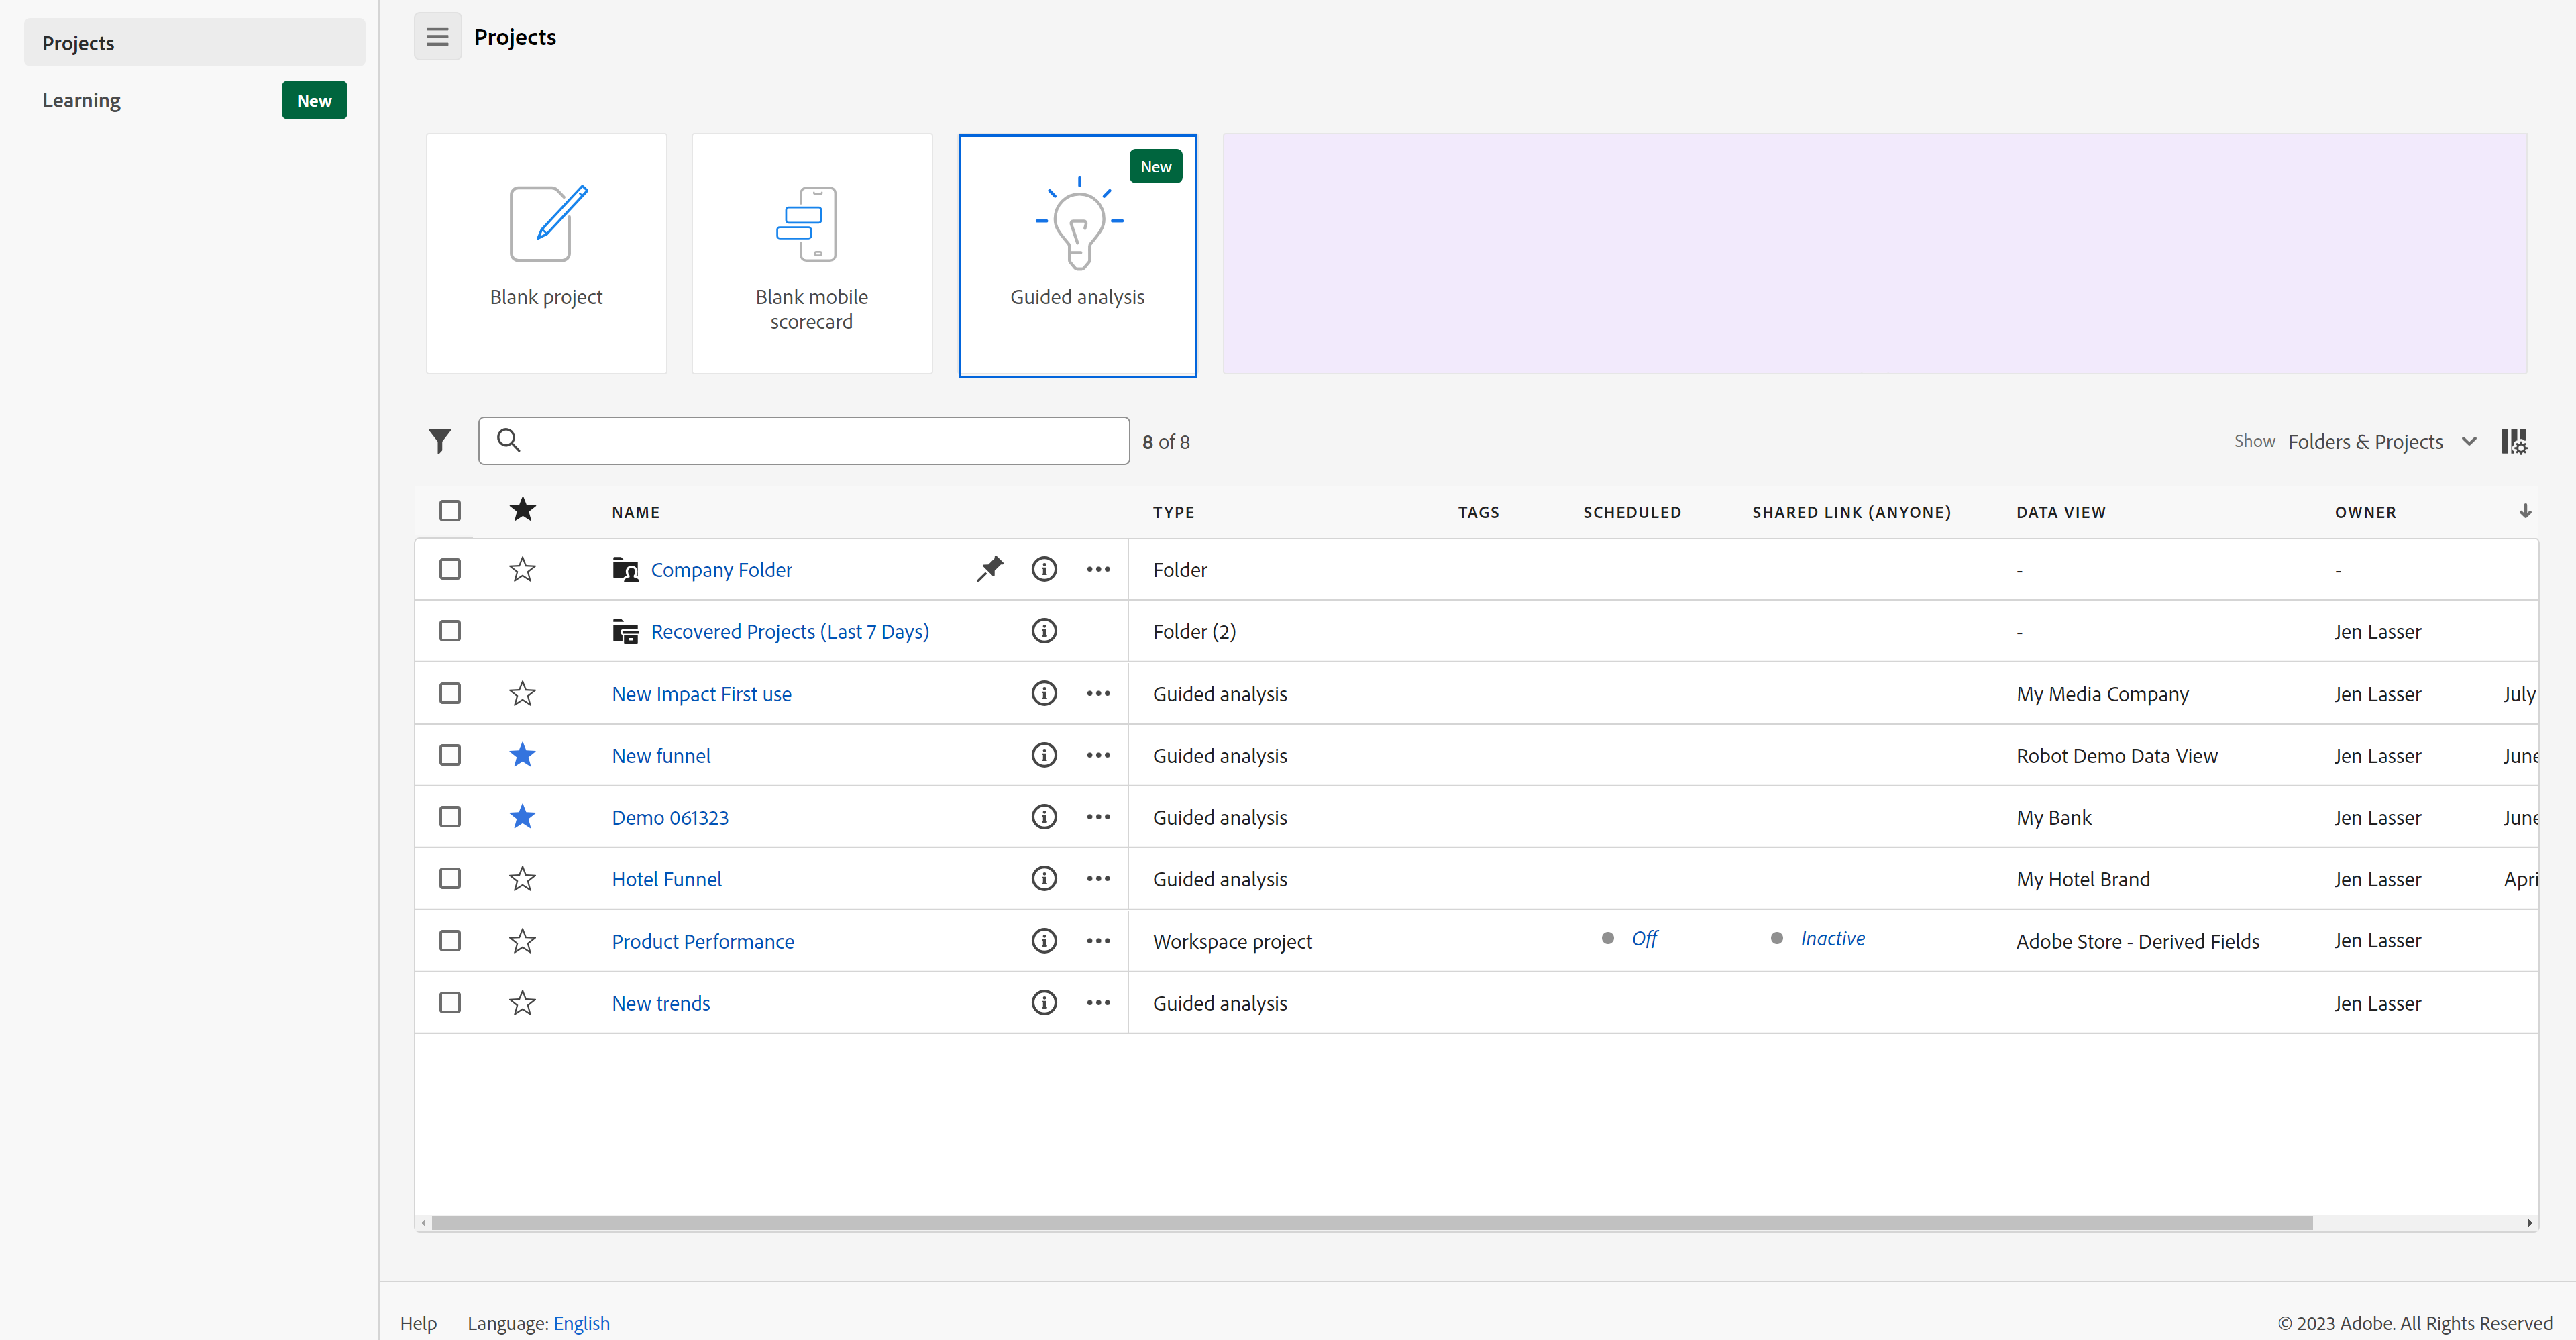 Projects
Learning
New
Projects
New
Blank project
Blank mobile
scorecard
Guided analysis
8 of 8
Show Folders & Projects
NAME TYPE TAGS SCHEDULED SHARED LINK (ANYONE) DATA VIEW OWNER
Company Folder Folder - -
Recovered Projects (Last 7 Days) Folder (2) - Jen Lasser
New Impact First use Guided analysis My Media Company Jen Lasser July
New funnel Guided analysis Robot Demo Data View Jen Lasser June
Demo 061323 Guided analysis My Bank Jen Lasser June
Hotel Funnel Guided analysis My Hotel Brand Jen Lasser Apri
Product Performance Workspace project Off Inactive Adobe Store - Derived Fields Jen Lasser
New trends Guided analysis Jen Lasser
Help Language: English
© 2023 Adobe. All Rights Reserved